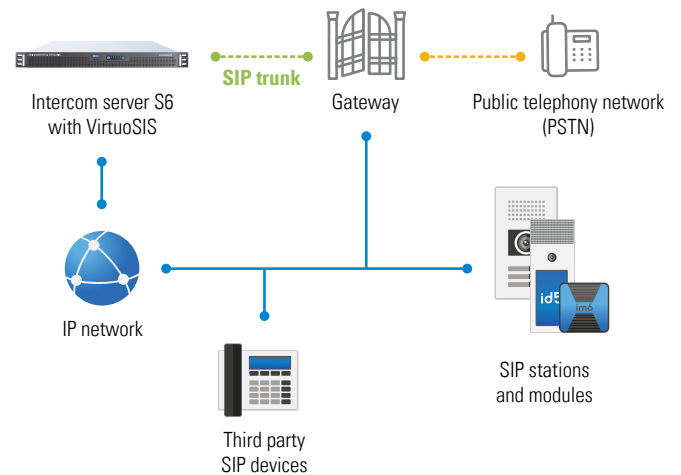 SIP trunk
Intercom server S6
with VirtuoSIS
Gateway
Public telephony network
(PSTN)
IP network
id5
im6
SIP stations
and modules
Third party
SIP devices